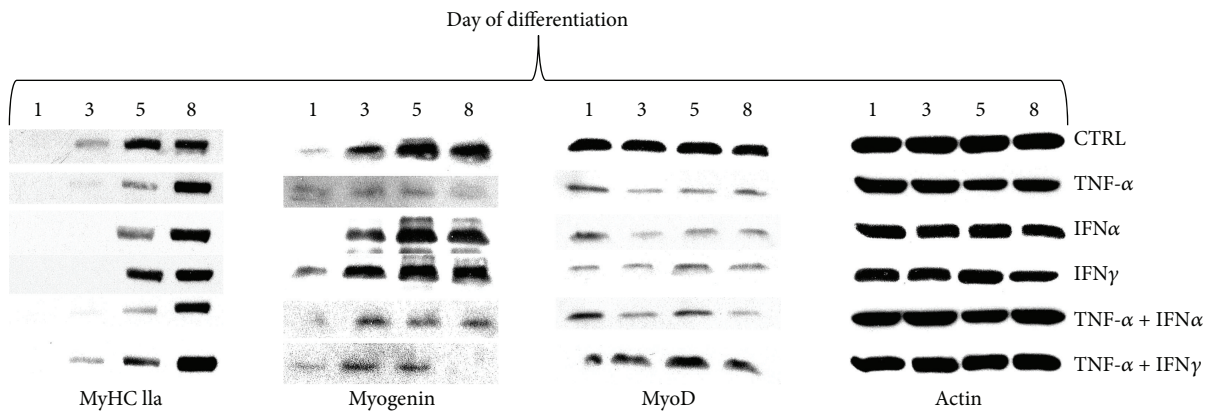 Day of differentiation
1 3 5 8 1 3 5 8 1 3 5 8 1 3 5 8
CTRL
TNF-α
IFNα
IFNγ
TNF-α + IFNα
TNF-α + IFNγ
MyHC lla Myogenin MyoD Actin